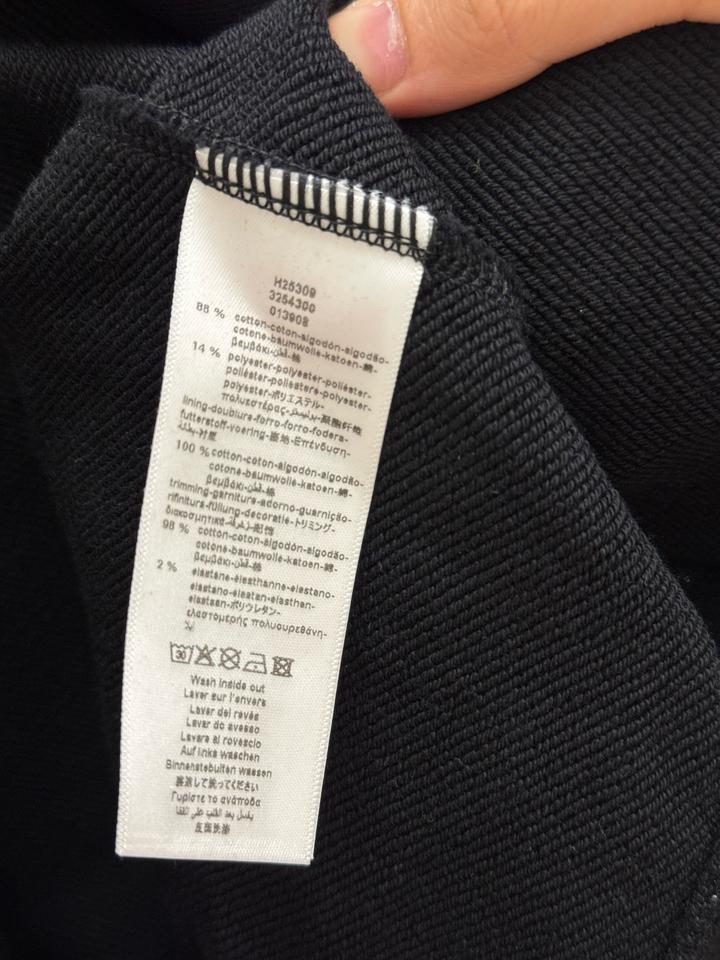 H25309
3254300
013908
88 % cotton-coton-algodón-algodão-
cotone-baumwolle-katoen-綿-
βαμβάκι-قطن-棉
14 % polyester-polyester-poliéster-
poliéster-poliestere-polyester-
polyester-ポリエステル-
πολυεστέρας-بوليستر-聚酯纤维
lining-doublure-forro-forro-fodera-
futterstoff-voering-裏地-Επένδυση-
بطانة-衬里
100 % cotton-coton-algodón-algodão-
cotone-baumwolle-katoen-綿-
βαμβάκι-قطن-棉
trimming-garniture-adorno-guarnição-
rifiniture-füllung-decoratie-トリミング-
διακοσμητικά-زخرفة-配饰
98 % cotton-coton-algodón-algodão-
cotone-baumwolle-katoen-綿-
βαμβάκι-قطن-棉
2 % elastane-élasthanne-elastano-
elastano-elastan-elasthan-
elastaan-ポリウレタン-
ελαστομερής πολυουρεθάνη-
30
Wash inside out
Laver sur l'envers
Lavar del revés
Lavar do avesso
Lavare al rovescio
Auf links waschen
Binnenstebuiten wassen
裏返して洗ってください
Γυρίστε το ανάποδα
يغسل بعد القلب على القفا
反面洗涤